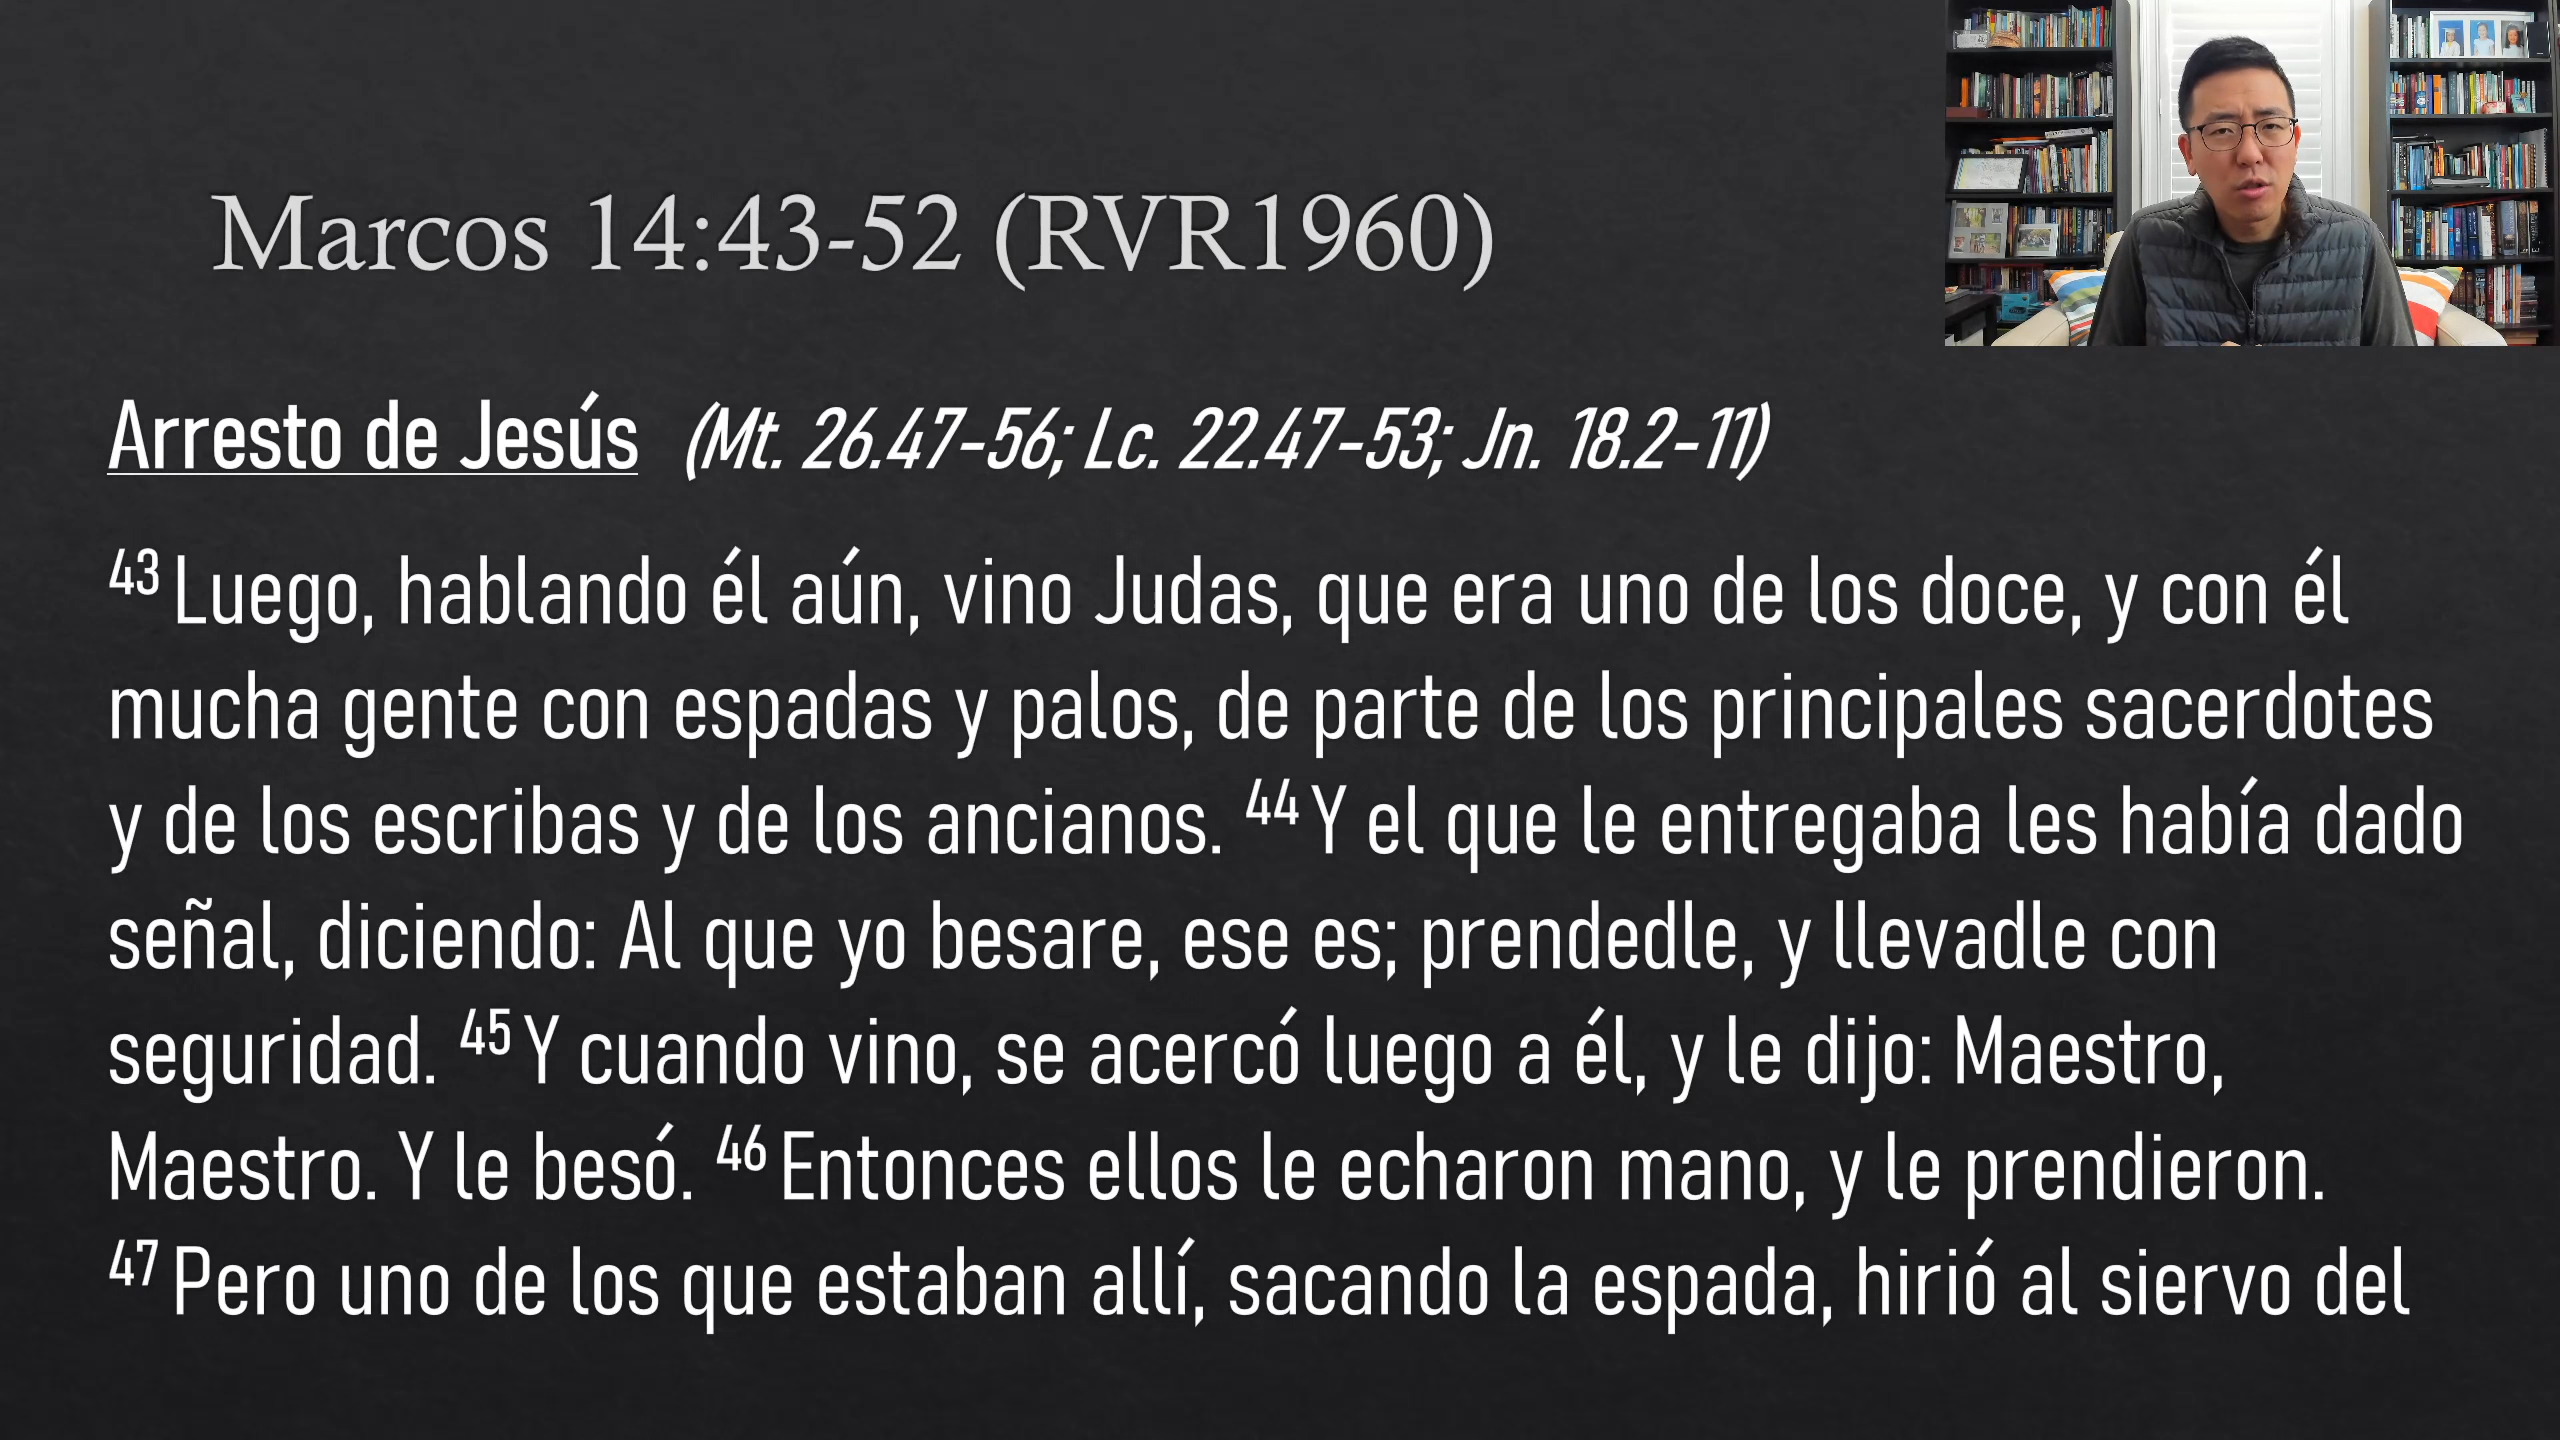 Marcos 14:43-52 (RVR1960)
Arresto de Jesús (Mt. 26.47-56; Lc. 22.47-53; Jn. 18.2-11)
43 Luego, hablando él aún, vino Judas, que era uno de los doce, y con él
mucha gente con espadas y palos, de parte de los principales sacerdotes
y de los escribas y de los ancianos. 44 Y el que le entregaba les había dado
señal, diciendo: Al que yo besare, ese es; prendedle, y llevadle con
seguridad. 45 Y cuando vino, se acercó luego a él, y le dijo: Maestro,
Maestro. Y le besó. 46 Entonces ellos le echaron mano, y le prendieron.
47 Pero uno de los que estaban allí, sacando la espada, hirió al siervo del